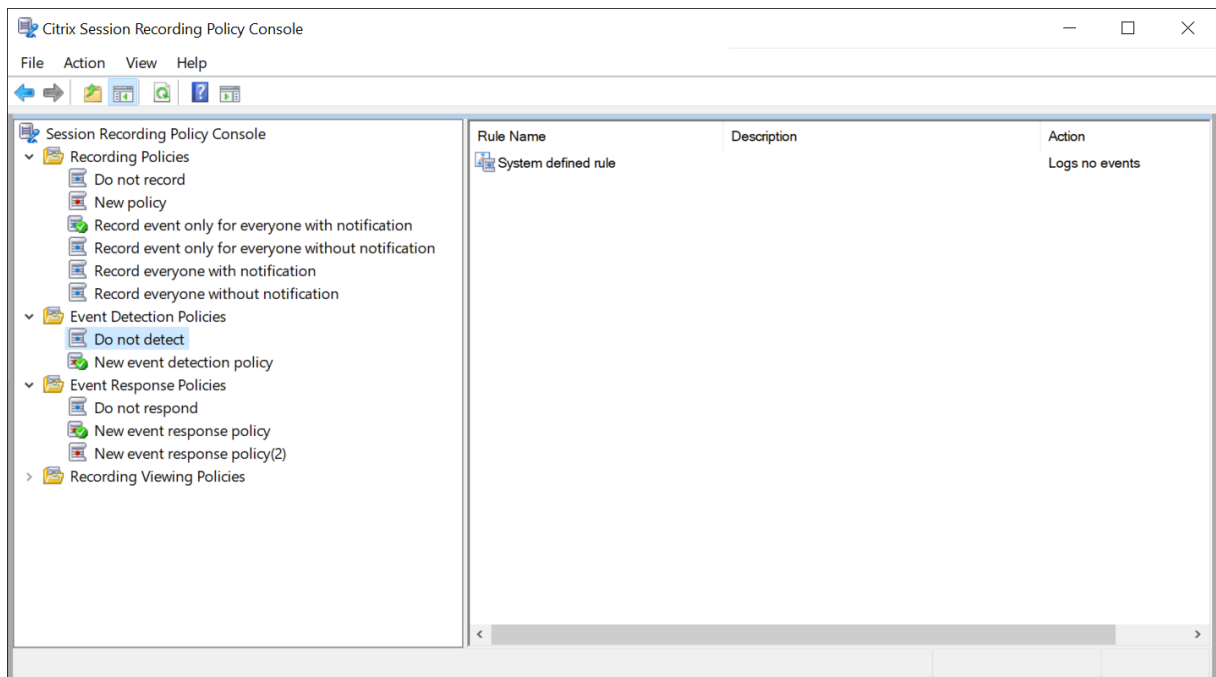 Citrix Session Recording Policy Console
File Action View Help
Session Recording Policy Console
Recording Policies
Do not record
New policy
Record event only for everyone with notification
Record event only for everyone without notification
Record everyone with notification
Record everyone without notification
Event Detection Policies
Do not detect
New event detection policy
Event Response Policies
Do not respond
New event response policy
New event response policy(2)
Recording Viewing Policies
Rule Name Description Action
System defined rule Logs no events